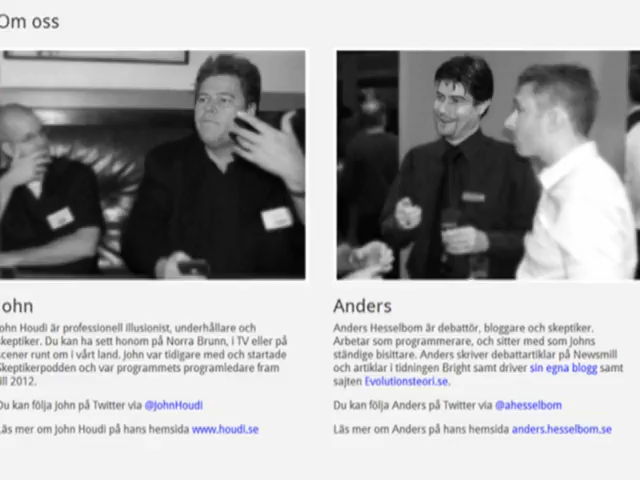 Om oss
John
John Houdi är professionell illusionist, underhållare och
skeptiker. Du kan ha sett honom på Norra Brunn, i TV eller på
scener runt om i vårt land. John var tidigare med och startade
Skeptikerpodden och var programmets programledare fram
till 2012.
Du kan följa John på Twitter via @JohnHoudi
Läs mer om John Houdi på hans hemsida www.houdi.se
Anders
Anders Hesselbom är debattör, bloggare och skeptiker.
Arbetar som programmerare, och sitter med som Johns
ständige bisittare. Anders skriver debattartiklar på Newsmill
och artiklar i tidningen Bright samt driver sin egna blogg samt
sajten Evolutionsteori.se.
Du kan följa Anders på Twitter via @ahesselbom
Läs mer om Anders på hans hemsida anders.hesselbom.se